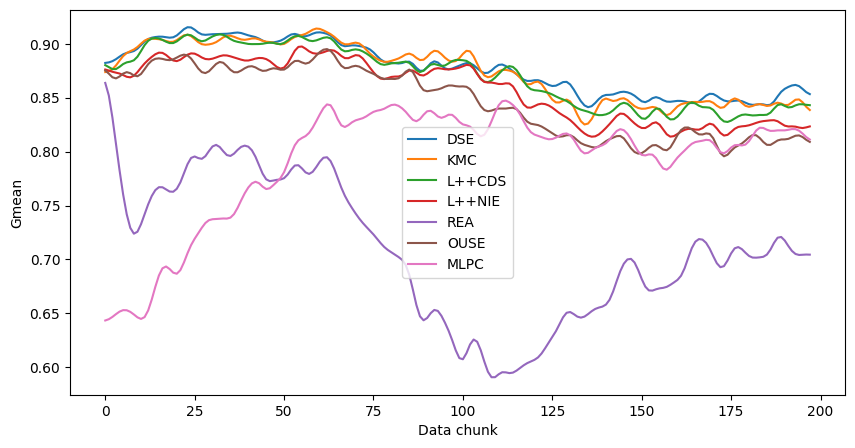 0.90
0.85
0.80
0.75
0.70
0.65
0.60
Gmean
DSE
KMC
L++CDS
L++NIE
REA
OUSE
MLPC
0 25 50 75 100 125 150 175 200
Data chunk